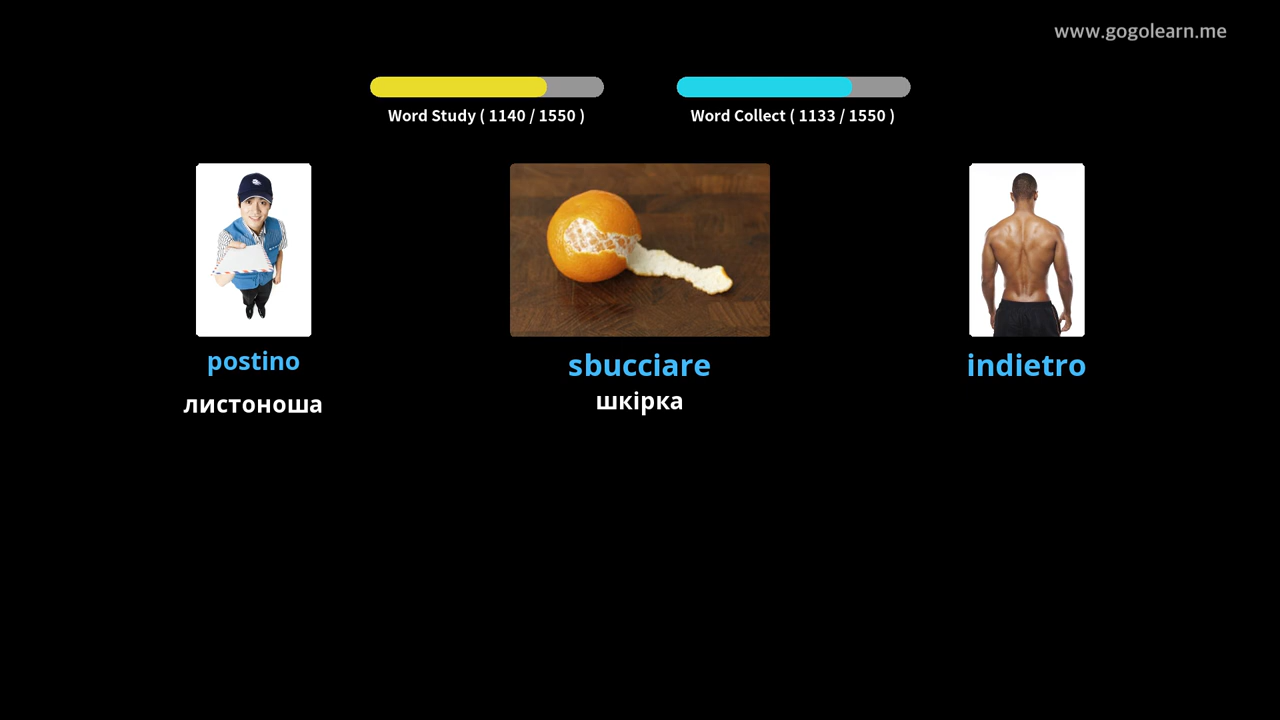 www.gogolearn.me
Word Study ( 1140 / 1550 )
Word Collect ( 1133 / 1550 )
postino
листоноша
sbucciare
шкірка
indietro